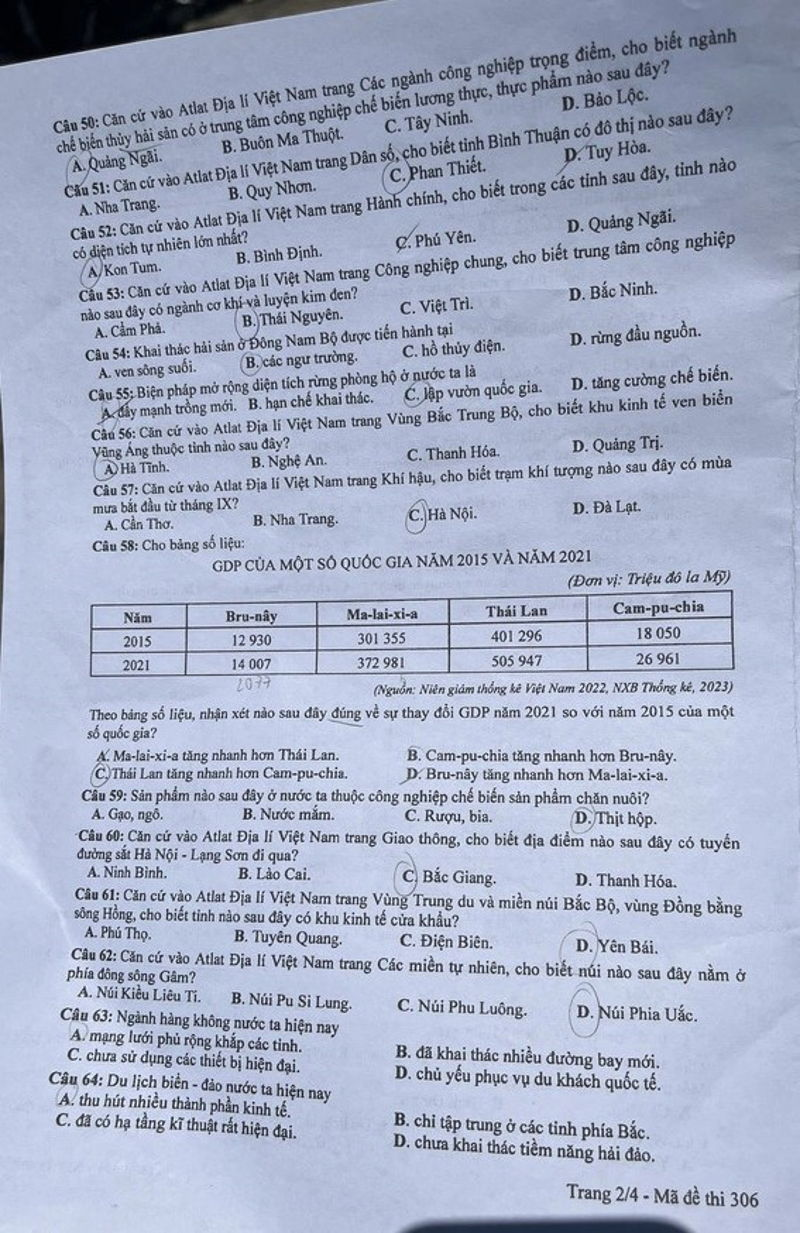 Câu 50: Căn cứ vào Atlat Địa lí Việt Nam trang Các ngành công nghiệp trọng điểm, cho biết ngành
chế biến thủy hải sản có ở trung tâm công nghiệp chế biến lương thực, thực phẩm nào sau đây?
A. Quảng Ngãi. B. Buôn Ma Thuột. C. Tây Ninh. D. Bảo Lộc.
Câu 51: Căn cứ vào Atlat Địa lí Việt Nam trang Dân số, cho biết tỉnh Bình Thuận có đô thị nào sau đây?
A. Nha Trang. B. Quy Nhơn. C. Phan Thiết. D. Tuy Hòa.
Câu 52: Căn cứ vào Atlat Địa lí Việt Nam trang Hành chính, cho biết trong các tỉnh sau đây, tỉnh nào
có diện tích tự nhiên lớn nhất?
A. Kon Tum. B. Bình Định. C. Phú Yên. D. Quảng Ngãi.
Câu 53: Căn cứ vào Atlat Địa lí Việt Nam trang Công nghiệp chung, cho biết trung tâm công nghiệp
nào sau đây có ngành cơ khí và luyện kim đen?
A. Cẩm Phả. B. Thái Nguyên. C. Việt Trì. D. Bắc Ninh.
Câu 54: Khai thác hải sản ở Đông Nam Bộ được tiến hành tại
A. ven sông suối. B. các ngư trường. C. hồ thủy điện. D. rừng đầu nguồn.
Câu 55: Biện pháp mở rộng diện tích rừng phòng hộ ở nước ta là
A. đẩy mạnh trồng mới. B. hạn chế khai thác. C. lập vườn quốc gia. D. tăng cường chế biến.
Câu 56: Căn cứ vào Atlat Địa lí Việt Nam trang Vùng Bắc Trung Bộ, cho biết khu kinh tế ven biển
Vũng Áng thuộc tỉnh nào sau đây?
A. Hà Tĩnh. B. Nghệ An. C. Thanh Hóa. D. Quảng Trị.
Câu 57: Căn cứ vào Atlat Địa lí Việt Nam trang Khí hậu, cho biết trạm khí tượng nào sau đây có mùa
mưa bắt đầu từ tháng IX?
A. Cần Thơ. B. Nha Trang. C. Hà Nội. D. Đà Lạt.
Câu 58: Cho bảng số liệu:
GDP CỦA MỘT SỐ QUỐC GIA NĂM 2015 VÀ NĂM 2021
(Đơn vị: Triệu đô la Mỹ)
Năm Bru-nây Ma-lai-xi-a Thái Lan Cam-pu-chia
2015 12 930 301 355 401 296 18 050
2021 14 007 372 981 505 947 26 961
2077
(Nguồn: Niên giám thống kê Việt Nam 2022, NXB Thống kê, 2023)
Theo bảng số liệu, nhận xét nào sau đây đúng về sự thay đổi GDP năm 2021 so với năm 2015 của một
số quốc gia?
A. Ma-lai-xi-a tăng nhanh hơn Thái Lan. B. Cam-pu-chia tăng nhanh hơn Bru-nây.
C. Thái Lan tăng nhanh hơn Cam-pu-chia. D. Bru-nây tăng nhanh hơn Ma-lai-xi-a.
Câu 59: Sản phẩm nào sau đây ở nước ta thuộc công nghiệp chế biến sản phẩm chăn nuôi?
A. Gạo, ngô. B. Nước mắm. C. Rượu, bia. D. Thịt hộp.
Câu 60: Căn cứ vào Atlat Địa lí Việt Nam trang Giao thông, cho biết địa điểm nào sau đây có tuyến
đường sắt Hà Nội - Lạng Sơn đi qua?
A. Ninh Bình. B. Lào Cai. C. Bắc Giang. D. Thanh Hóa.
Câu 61: Căn cứ vào Atlat Địa lí Việt Nam trang Vùng Trung du và miền núi Bắc Bộ, vùng Đồng bằng
sông Hồng, cho biết tỉnh nào sau đây có khu kinh tế cửa khẩu?
A. Phú Thọ. B. Tuyên Quang. C. Điện Biên. D. Yên Bái.
Câu 62: Căn cứ vào Atlat Địa lí Việt Nam trang Các miền tự nhiên, cho biết núi nào sau đây nằm ở
phía đông sông Gâm?
A. Núi Kiều Liêu Ti. B. Núi Pu Si Lung. C. Núi Phu Luông. D. Núi Phia Uắc.
Câu 63: Ngành hàng không nước ta hiện nay
A. mạng lưới phủ rộng khắp các tỉnh. B. đã khai thác nhiều đường bay mới.
C. chưa sử dụng các thiết bị hiện đại. D. chủ yếu phục vụ du khách quốc tế.
Câu 64: Du lịch biển - đảo nước ta hiện nay
A. thu hút nhiều thành phần kinh tế. B. chỉ tập trung ở các tỉnh phía Bắc.
C. đã có hạ tầng kĩ thuật rất hiện đại. D. chưa khai thác tiềm năng hải đảo.
Trang 2/4 - Mã đề thi 306